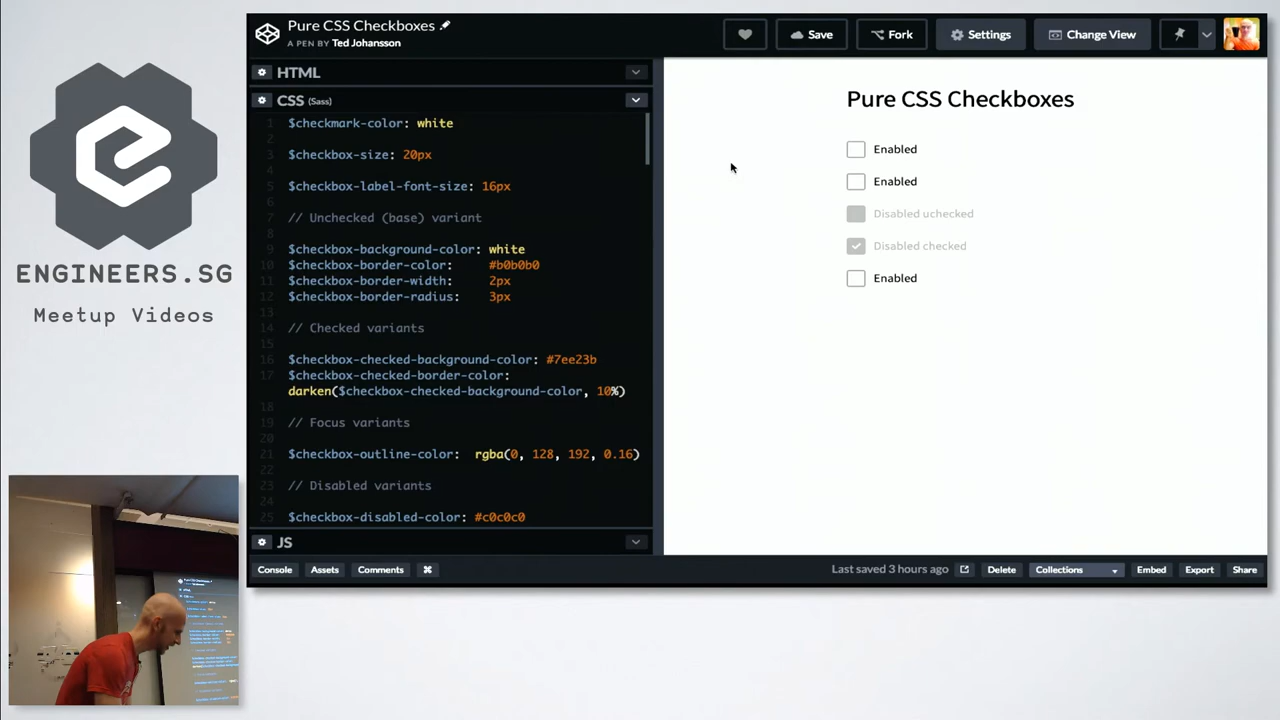 ENGINEERS.SG
Meetup Videos
Pure CSS Checkboxes
A PEN BY Ted Johansson
Save
Fork
Settings
Change View
HTML
CSS (Sass)
1 $checkmark-color: white
2
3 $checkbox-size: 20px
4
5 $checkbox-label-font-size: 16px
6
7 // Unchecked (base) variant
8
9 $checkbox-background-color: white
10 $checkbox-border-color: #b0b0b0
11 $checkbox-border-width: 2px
12 $checkbox-border-radius: 3px
13
14 // Checked variants
15
16 $checkbox-checked-background-color: #7ee23b
17 $checkbox-checked-border-color:
darken($checkbox-checked-background-color, 10%)
18
19 // Focus variants
20
21 $checkbox-outline-color: rgba(0, 128, 192, 0.16)
22
23 // Disabled variants
24
25 $checkbox-disabled-color: #c0c0c0
JS
Pure CSS Checkboxes
Enabled
Enabled
Disabled uchecked
Disabled checked
Enabled
Console
Assets
Comments
⌘
Last saved 3 hours ago
Delete
Collections
Embed
Export
Share